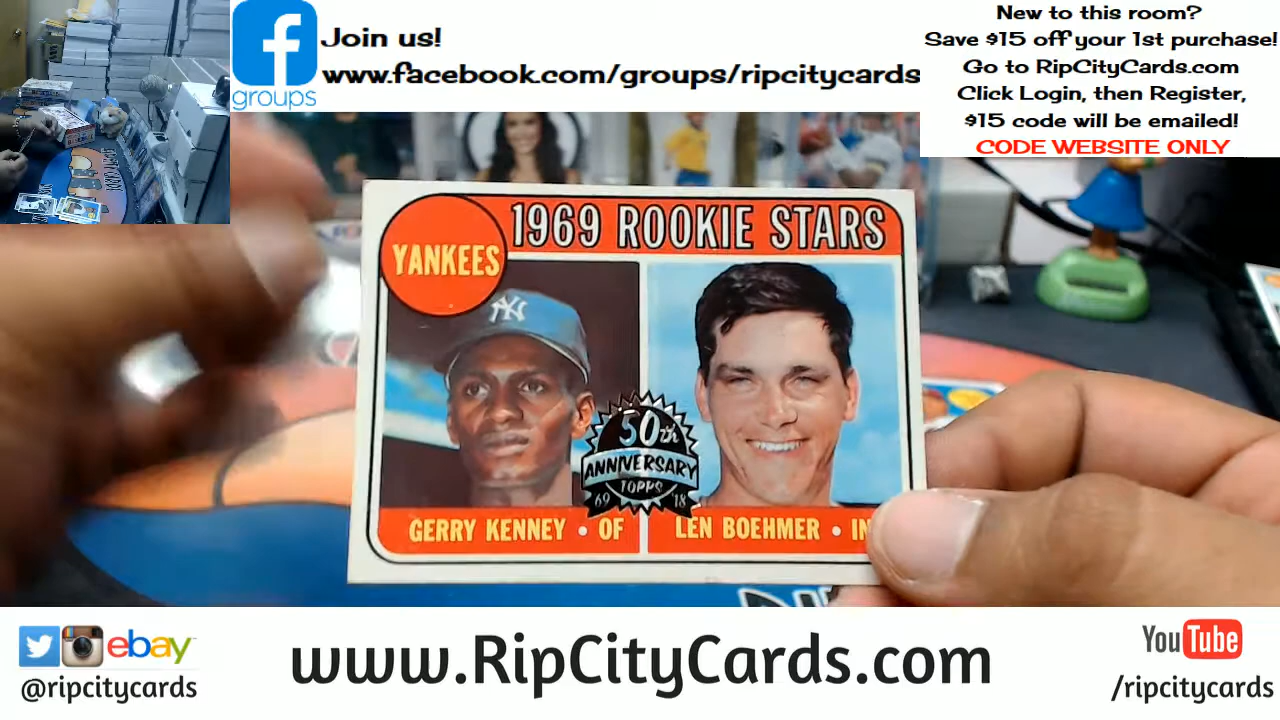 Join us!
www.facebook.com/groups/ripcitycards
f
groups
New to this room?
Save $15 off your 1st purchase!
Go to RipCityCards.com
Click Login, then Register,
$15 code will be emailed!
CODE WEBSITE ONLY
1969 ROOKIE STARS
YANKEES
NY
50th
ANNIVERSARY
TOPPS
69 '18
GERRY KENNEY • OF
LEN BOEHMER •
ebay
@ripcitycards
www.RipCityCards.com
YouTube
/ripcitycards